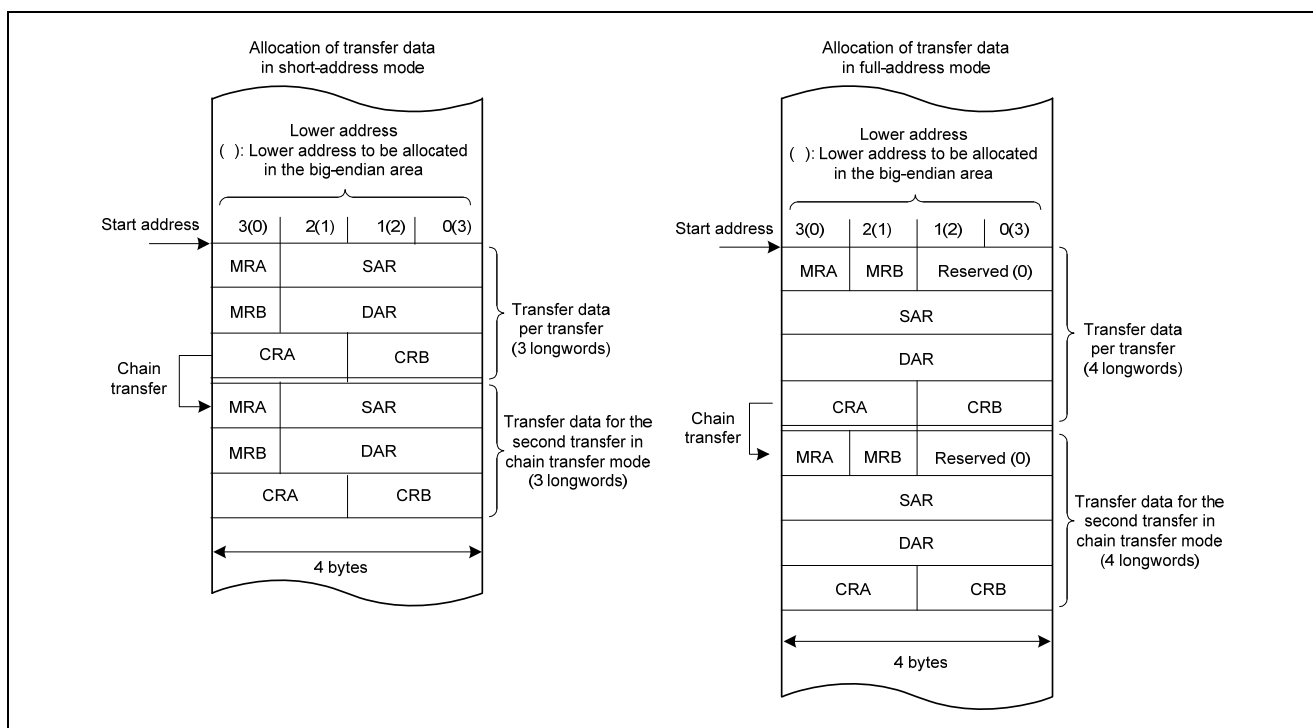 Allocation of transfer data
in short-address mode
Lower address
( ): Lower address to be allocated
in the big-endian area
Start address
3(0) 2(1) 1(2) 0(3)
MRA SAR
MRB DAR
CRA CRB
Transfer data
per transfer
(3 longwords)
Chain
transfer
MRA SAR
MRB DAR
CRA CRB
Transfer data for the
second transfer in
chain transfer mode
(3 longwords)
4 bytes
Allocation of transfer data
in full-address mode
Lower address
( ): Lower address to be allocated
in the big-endian area
Start address
3(0) 2(1) 1(2) 0(3)
MRA MRB Reserved (0)
SAR
DAR
CRA CRB
Transfer data
per transfer
(4 longwords)
Chain
transfer
MRA MRB Reserved (0)
SAR
DAR
CRA CRB
Transfer data for the
second transfer in
chain transfer mode
(4 longwords)
4 bytes